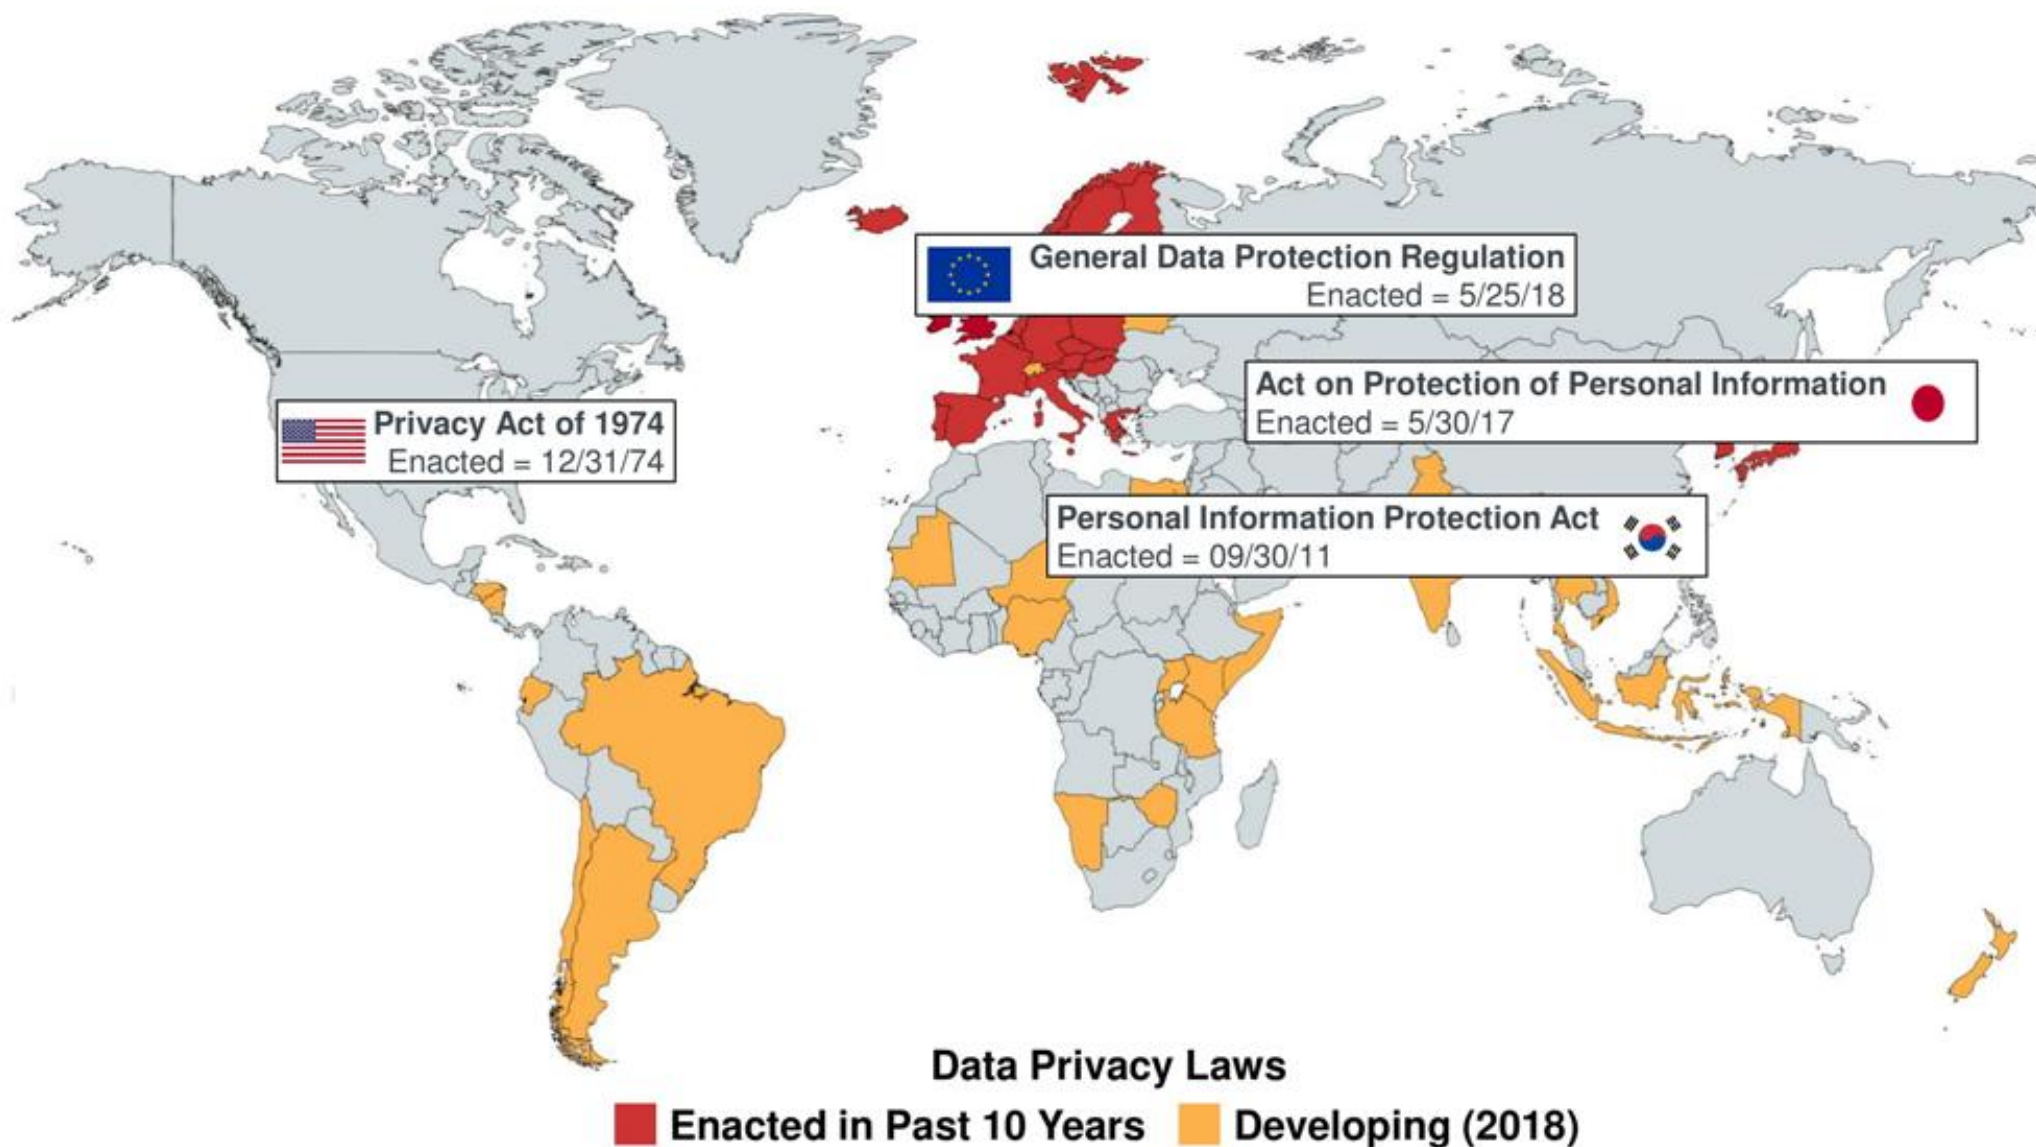 General Data Protection Regulation
Enacted = 5/25/18
Act on Protection of Personal Information
Enacted = 5/30/17
Privacy Act of 1974
Enacted = 12/31/74
Personal Information Protection Act
Enacted = 09/30/11
Data Privacy Laws
Enacted in Past 10 Years
Developing (2018)